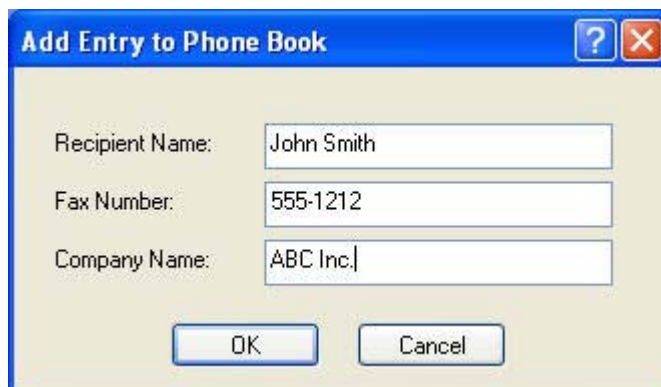 Add Entry to Phone Book ?
Recipient Name: John Smith
Fax Number: 555-1212
Company Name: ABC Inc.
OK Cancel